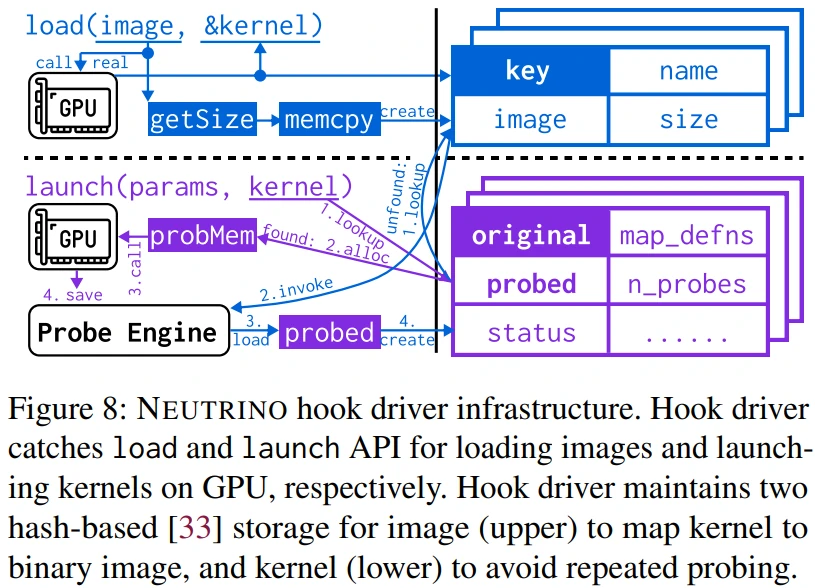 load(image, &kernel)
call real
GPU
getSize
memcpy
create
key
name
image
size
launch(params, kernel)
GPU
probMem
1.lookup
found: 2.alloc
unfound:
1.lookup
3.call
4. save
2.invoke
Probe Engine
3.
load
probed
4.
create
original
map_defns
probed
n_probes
status
......
Figure 8: NEUTRINO hook driver infrastructure. Hook driver
catches load and launch API for loading images and launch-
ing kernels on GPU, respectively. Hook driver maintains two
hash-based [33] storage for image (upper) to map kernel to
binary image, and kernel (lower) to avoid repeated probing.